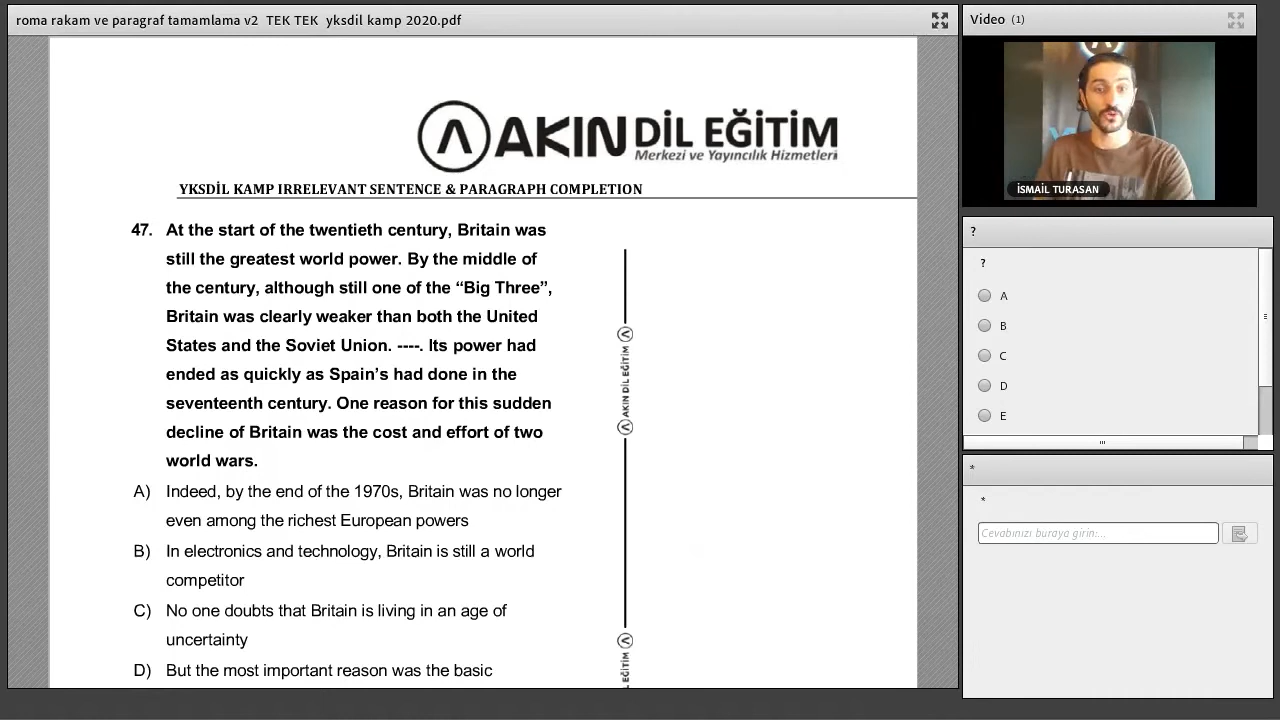 roma rakam ve paragraf tamamlama v2 TEK TEK yksdil kamp 2020.pdf
AKIN DİL EĞİTİM
Merkezi ve Yayıncılık Hizmetleri
YKSDİL KAMP IRRELEVANT SENTENCE & PARAGRAPH COMPLETION
47. At the start of the twentieth century, Britain was
still the greatest world power. By the middle of
the century, although still one of the “Big Three”,
Britain was clearly weaker than both the United
States and the Soviet Union. ----. Its power had
ended as quickly as Spain’s had done in the
seventeenth century. One reason for this sudden
decline of Britain was the cost and effort of two
world wars.
A) Indeed, by the end of the 1970s, Britain was no longer
even among the richest European powers
B) In electronics and technology, Britain is still a world
competitor
C) No one doubts that Britain is living in an age of
uncertainty
D) But the most important reason was the basic
AKIN DİL EĞİTİM
L EĞİTİM
Video (1)
İSMAİL TURASAN
?
?
A
B
C
D
E
*
*
Cevabınızı buraya girin:...